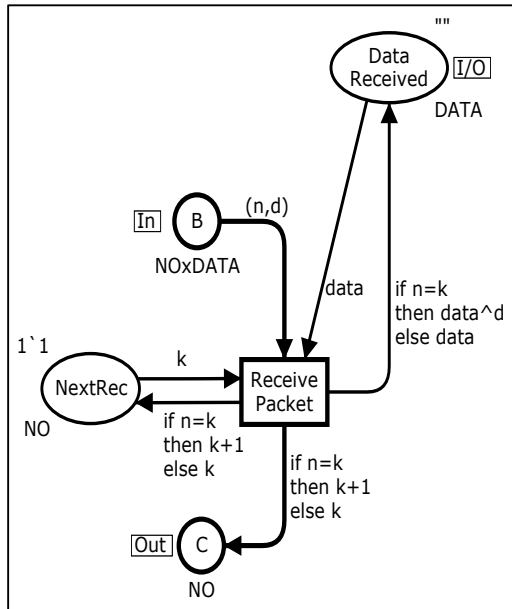 ""
Data
Received
I/O
DATA
In
B
(n,d)
NOxDATA
data
if n=k
then data^d
else data
1`1
k
NextRec
Receive
Packet
NO
if n=k
then k+1
else k
if n=k
then k+1
else k
Out
C
NO